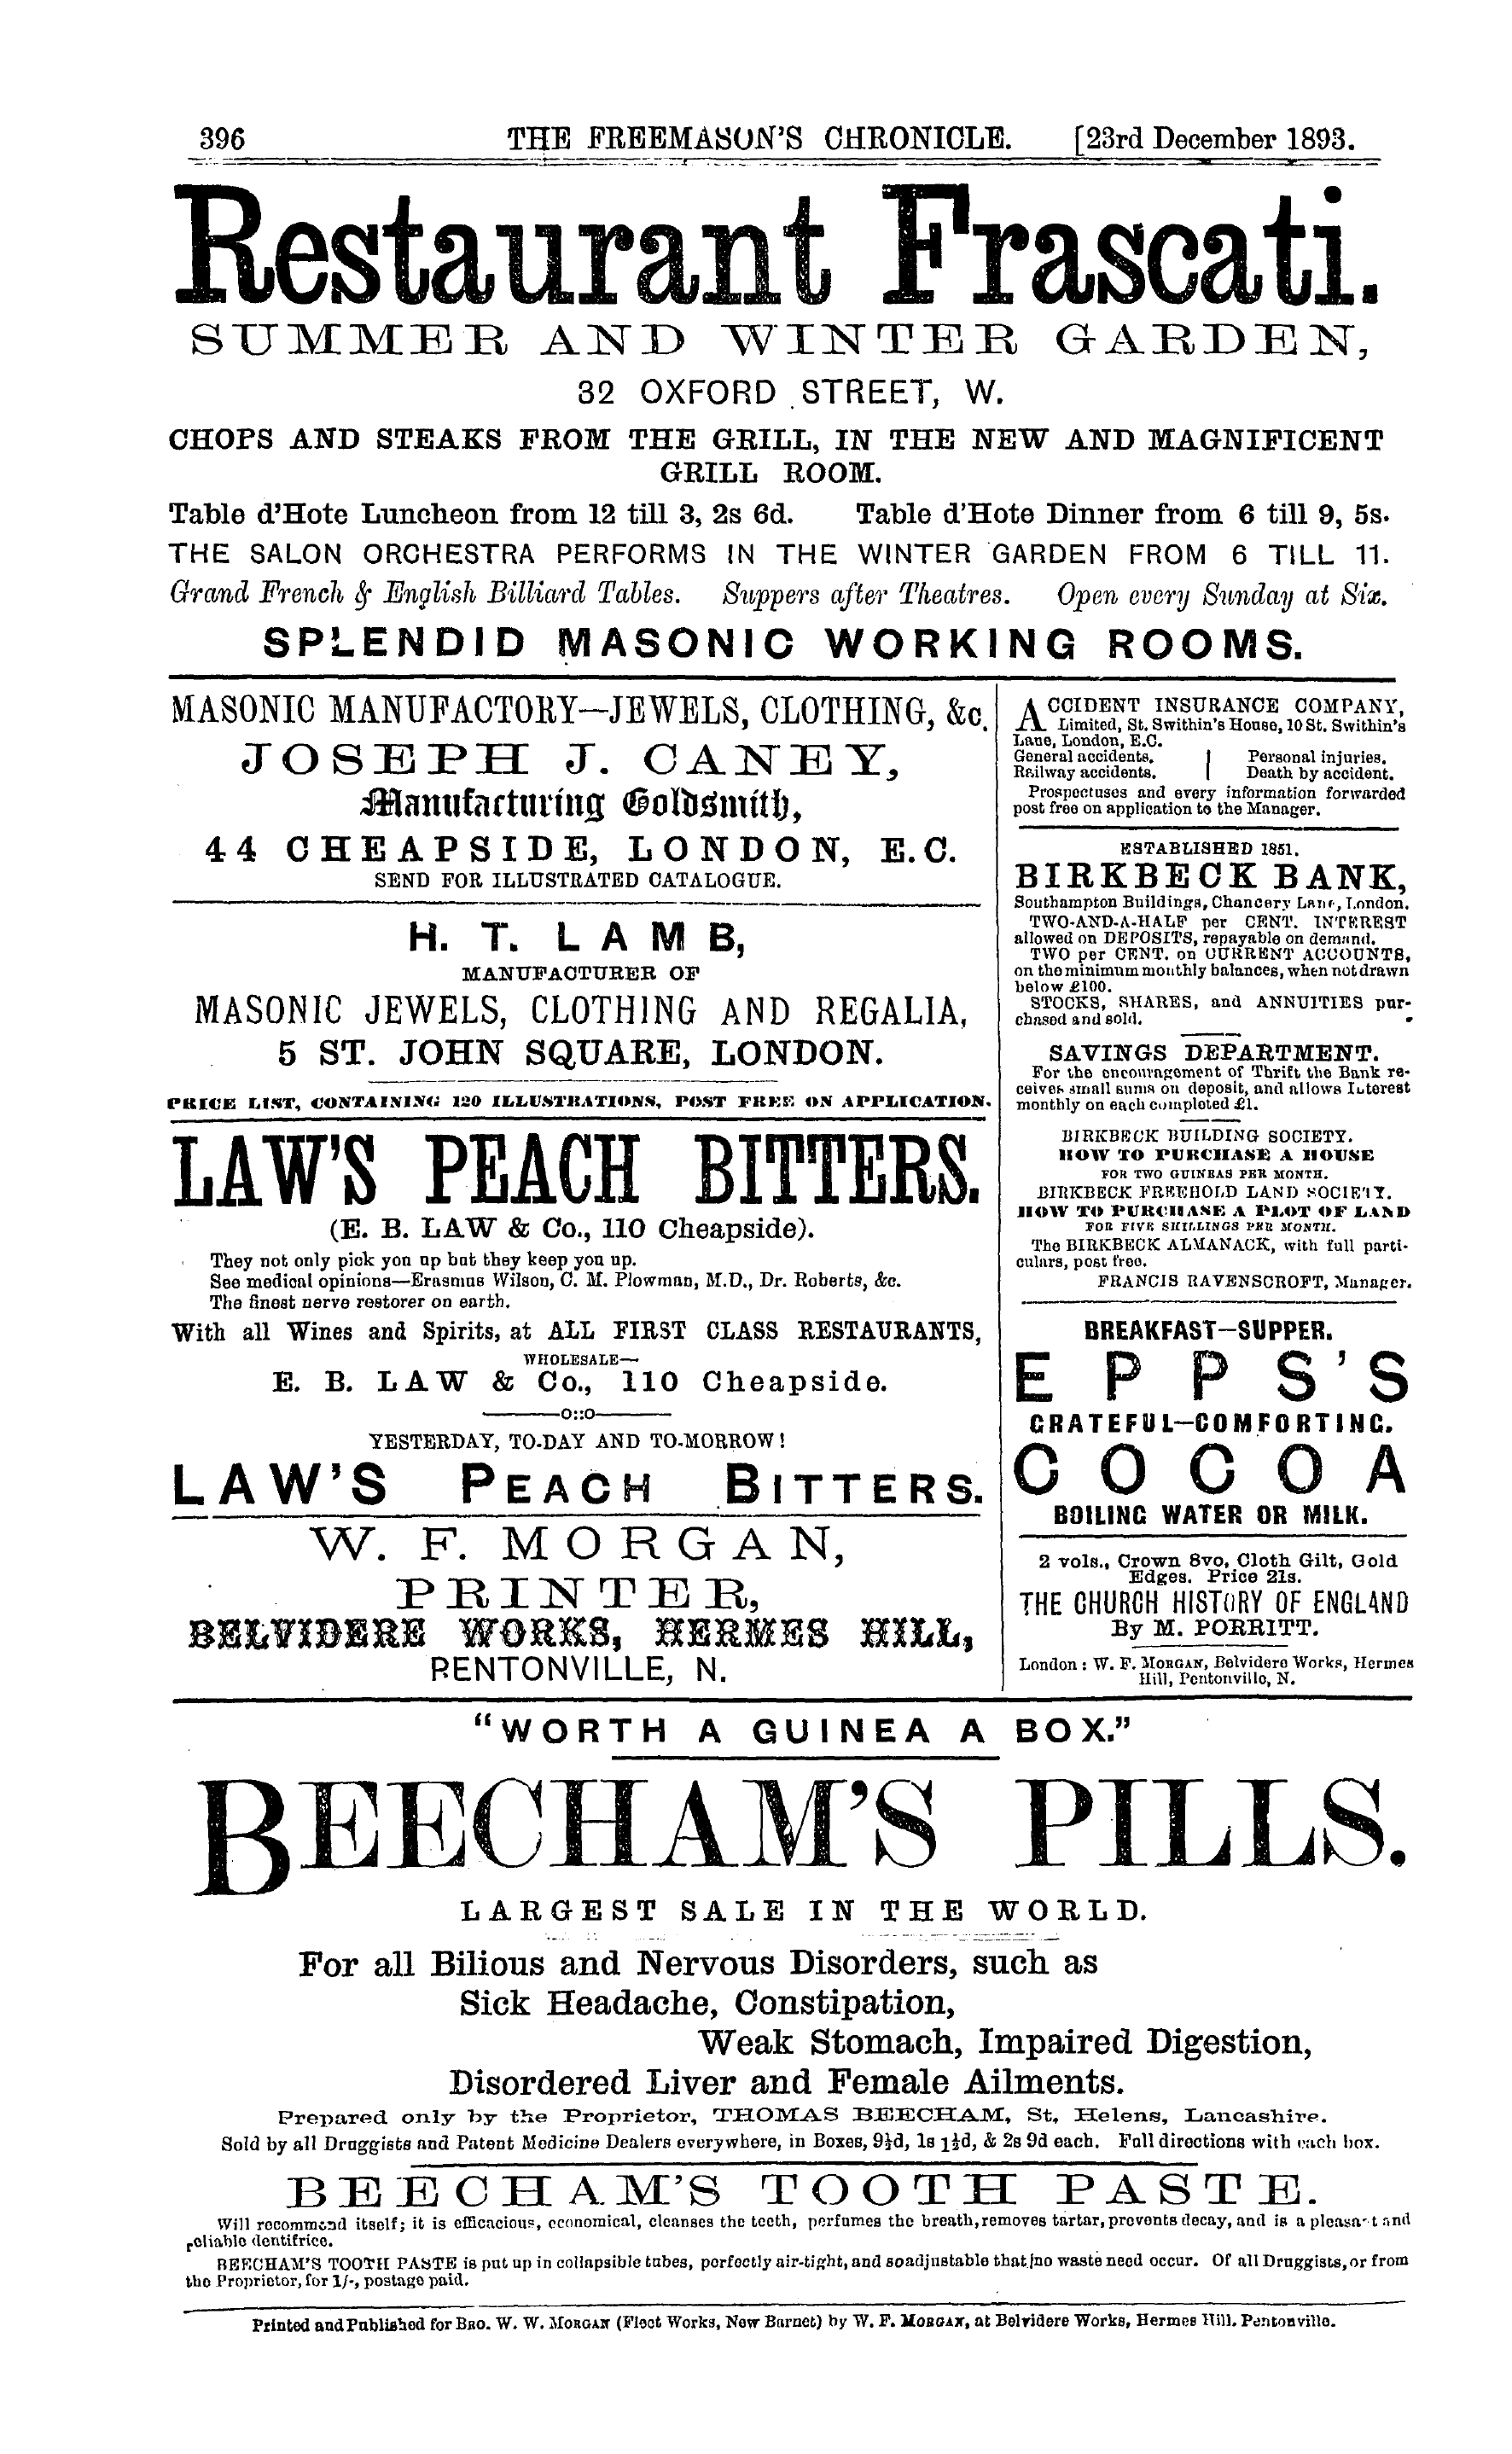 396 THE FREEMASON'S CHRONICLE. [23rd December 1893.
Restaurant Frascati.
SUMMER AND WINTER GARDEN,
32 OXFORD STREET, W.
CHOPS AND STEAKS FROM THE GRILL, IN THE NEW AND MAGNIFICENT
GRILL ROOM.
Table d'Hote Luncheon from 12 till 3, 2s 6d. Table d'Hote Dinner from 6 till 9, 5s.
THE SALON ORCHESTRA PERFORMS IN THE WINTER GARDEN FROM 6 TILL 11.
Grand French & English Billiard Tables. Suppers after Theatres. Open every Sunday at Six.
SPLENDID MASONIC WORKING ROOMS.
MASONIC MANUFACTORY—JEWELS, CLOTHING, &c.
JOSEPH J. CANEY,
Manufacturing Goldsmith,
44 CHEAPSIDE, LONDON, E.C.
SEND FOR ILLUSTRATED CATALOGUE.
H. T. LAMB,
MANUFACTURER OF
MASONIC JEWELS, CLOTHING AND REGALIA,
5 ST. JOHN SQUARE, LONDON.
PRICE LIST, CONTAINING 120 ILLUSTRATIONS, POST FREE ON APPLICATION.
LAW'S PEACH BITTERS.
(E. B. LAW & Co., 110 Cheapside).
They not only pick you up but they keep you up.
See medical opinions—Erasmus Wilson, C. M. Plowman, M.D., Dr. Roberts, &c.
The finest nerve restorer on earth.
With all Wines and Spirits, at ALL FIRST CLASS RESTAURANTS,
WHOLESALE—
E. B. LAW & Co., 110 Cheapside.
O::O
YESTERDAY, TO-DAY AND TO-MORROW!
LAW'S PEACH BITTERS.
W. F. MORGAN,
PRINTER,
BELVIDERE WORKS, HERMES HILL,
PENTONVILLE, N.
ACCIDENT INSURANCE COMPANY,
Limited, St. Swithin's House, 10 St. Swithin's
Lane, London, E.C.
General accidents. | Personal injuries.
Railway accidents. | Death by accident.
Prospectuses and every information forwarded
post free on application to the Manager.
ESTABLISHED 1851.
BIRKBECK BANK,
Southampton Buildings, Chancery Lane, London.
TWO-AND-A-HALF per CENT. INTEREST
allowed on DEPOSITS, repayable on demand.
TWO per CENT. on CURRENT ACCOUNTS,
on the minimum monthly balances, when not drawn
below £100.
STOCKS, SHARES, and ANNUITIES pur-
chased and sold.
SAVINGS DEPARTMENT.
For the encouragement of Thrift the Bank re-
ceives small sums on deposit, and allows Interest
monthly on each completed £1.
BIRKBECK BUILDING SOCIETY.
HOW TO PURCHASE A HOUSE
FOR TWO GUINEAS PER MONTH.
BIRKBECK FREEHOLD LAND SOCIETY.
HOW TO PURCHASE A PLOT OF LAND
FOR FIVE SHILLINGS PER MONTH.
The BIRKBECK ALMANACK, with full parti-
culars, post free.
FRANCIS RAVENSCROFT, Manager.
BREAKFAST—SUPPER.
EPPS'S
GRATEFUL—COMFORTING.
COCOA
BOILING WATER OR MILK.
2 vols., Crown 8vo, Cloth Gilt, Gold
Edges. Price 21s.
THE CHURCH HISTORY OF ENGLAND
By M. PORRITT.
London: W. F. MORGAN, Belvidere Works, Hermes
Hill, Pentonville, N.
"WORTH A GUINEA A BOX."
BEECHAM'S PILLS.
LARGEST SALE IN THE WORLD.
For all Bilious and Nervous Disorders, such as
Sick Headache, Constipation,
Weak Stomach, Impaired Digestion,
Disordered Liver and Female Ailments.
Prepared only by the Proprietor, THOMAS BEECHAM, St. Helens, Lancashire.
Sold by all Druggists and Patent Medicine Dealers everywhere, in Boxes, 9½d, 1s 1½d, & 2s 9d each. Full directions with each box.
BEECHAM'S TOOTH PASTE.
Will recommend itself; it is efficacious, economical, cleanses the teeth, perfumes the breath, removes tartar, prevents decay, and is a pleasant and
reliable dentifrice.
BEECHAM'S TOOTH PASTE is put up in collapsible tubes, perfectly air-tight, and so adjustable that no waste need occur. Of all Druggists, or from
the Proprietor, for 1/-, postage paid.
Printed and Published for BRO. W. W. MORGAN (Fleet Works, New Barnet) by W. F. MORGAN, at Belvidere Works, Hermes Hill, Pentonville.